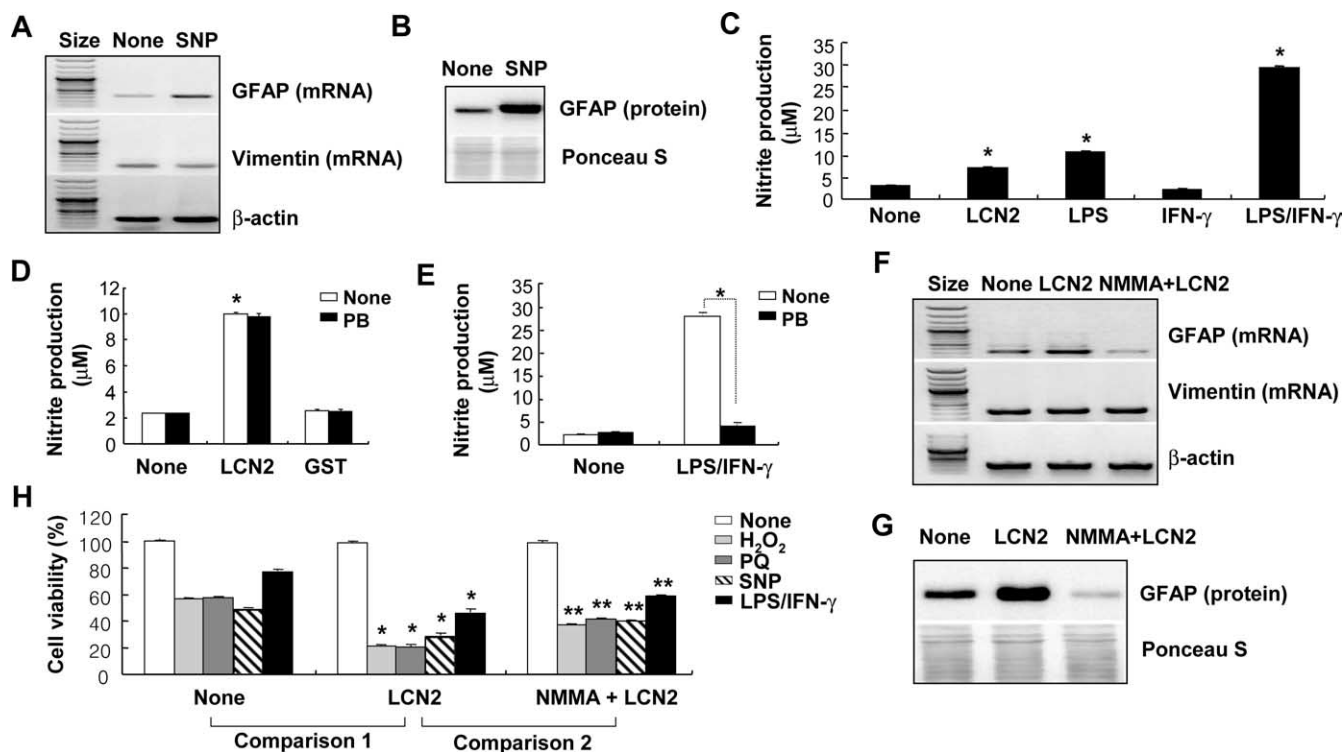 A
Size None SNP
GFAP (mRNA)
Vimentin (mRNA)
β-actin
B
None SNP
GFAP (protein)
Ponceau S
C
Nitrite production
(μM)
35
30
25
20
15
10
5
0
*
*
*
None LCN2 LPS IFN-γ LPS/IFN-γ
D
Nitrite production
(μM)
12
10
8
6
4
2
0
*
None
PB
None LCN2 GST
E
Nitrite production
(μM)
35
30
25
20
15
10
5
0
*
None
PB
None LPS/IFN-γ
F
Size None LCN2 NMMA+LCN2
GFAP (mRNA)
Vimentin (mRNA)
β-actin
G
None LCN2 NMMA+LCN2
GFAP (protein)
Ponceau S
H
Cell viability (%)
120
100
80
60
40
20
0
* * * *
** ** ** **
None
H₂O₂
PQ
SNP
LPS/IFN-γ
None LCN2 NMMA + LCN2
Comparison 1 Comparison 2